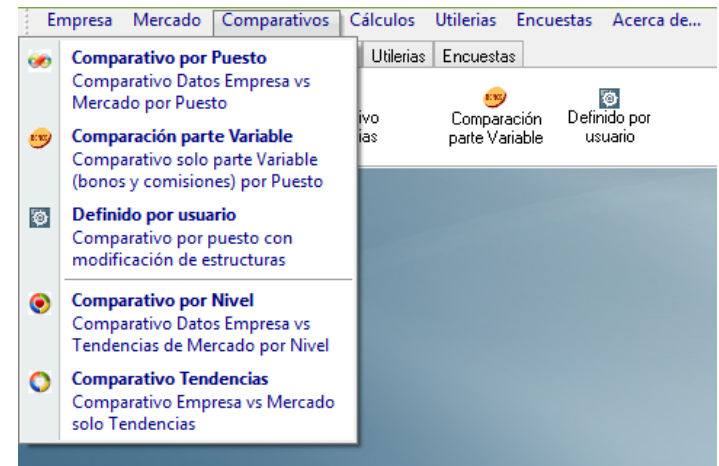 Empresa Mercado Comparativos Cálculos Utilerias Encuestas Acerca de...
Utilerias Encuestas
Comparativo por Puesto
Comparativo Datos Empresa vs
Mercado por Puesto
Comparación parte Variable
Comparativo solo parte Variable
(bonos y comisiones) por Puesto
Definido por usuario
Comparativo por puesto con
modificación de estructuras
Comparativo por Nivel
Comparativo Datos Empresa vs
Tendencias de Mercado por Nivel
Comparativo Tendencias
Comparativo Empresa vs Mercado
solo Tendencias
ivo
ias
Comparación
parte Variable
Definido por
usuario